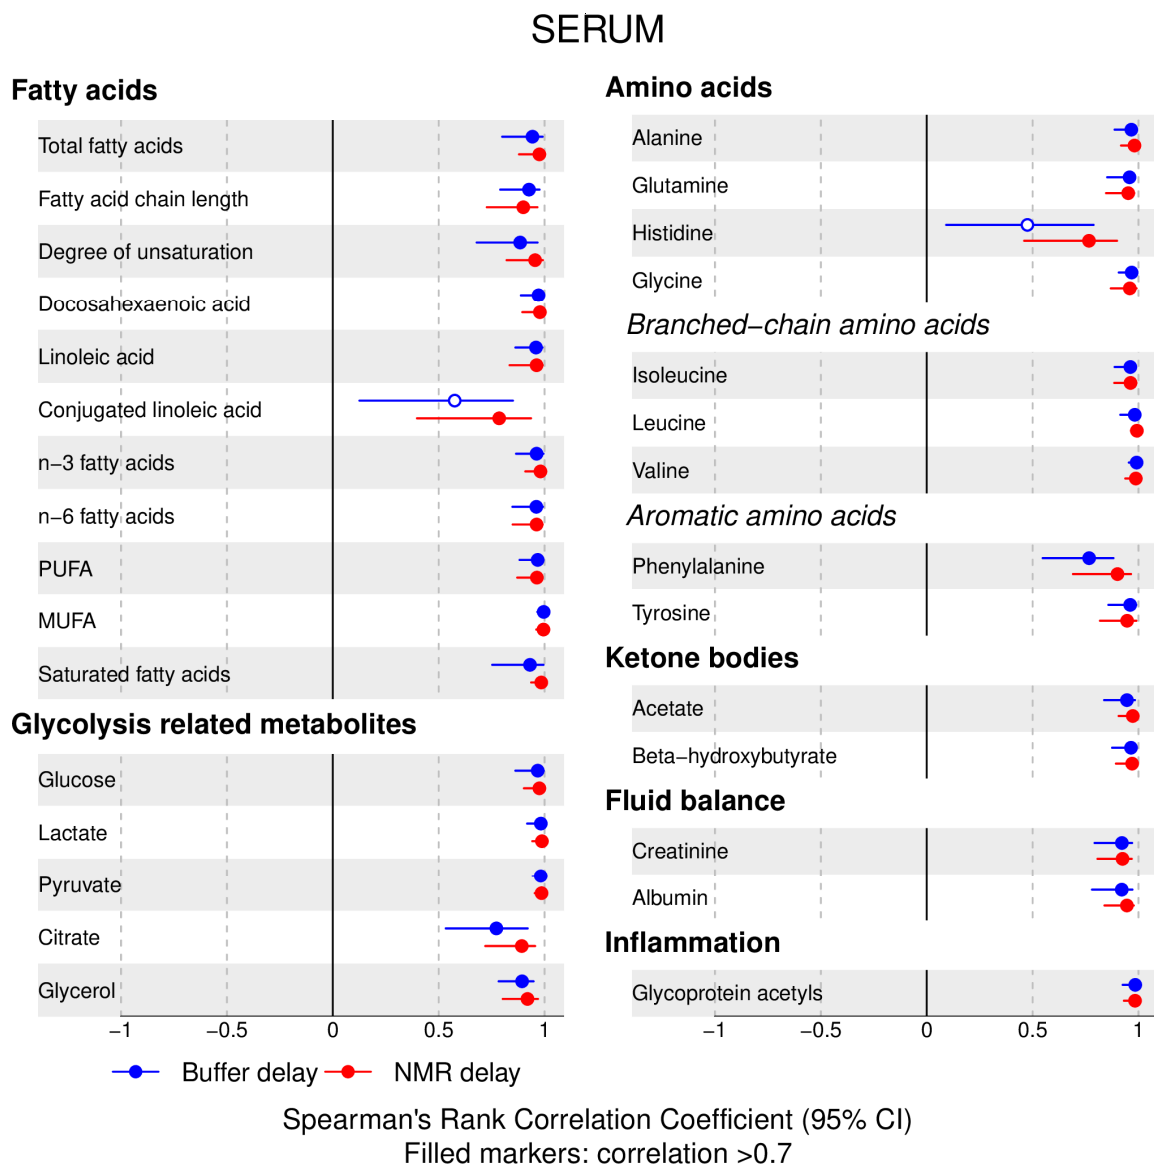 SERUM
Fatty acids
Total fatty acids
Fatty acid chain length
Degree of unsaturation
Docosahexaenoic acid
Linoleic acid
Conjugated linoleic acid
n−3 fatty acids
n−6 fatty acids
PUFA
MUFA
Saturated fatty acids
Glycolysis related metabolites
Glucose
Lactate
Pyruvate
Citrate
Glycerol
−1 −0.5 0 0.5 1
Amino acids
Alanine
Glutamine
Histidine
Glycine
Branched−chain amino acids
Isoleucine
Leucine
Valine
Aromatic amino acids
Phenylalanine
Tyrosine
Ketone bodies
Acetate
Beta−hydroxybutyrate
Fluid balance
Creatinine
Albumin
Inflammation
Glycoprotein acetyls
−1 −0.5 0 0.5 1
Buffer delay NMR delay
Spearman's Rank Correlation Coefficient (95% CI)
Filled markers: correlation >0.7